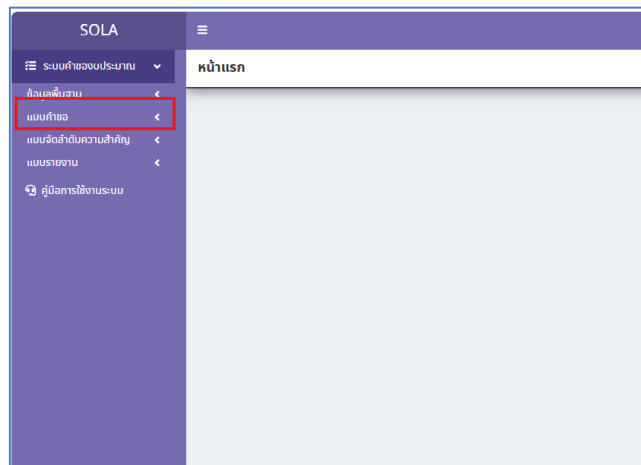 SOLA
ระบบคำของบประมาณ
หน้าแรก
ข้อมูลพื้นฐาน
แบบคำขอ
แบบจัดลำดับความสำคัญ
แบบรายงาน
คู่มือการใช้งานระบบ